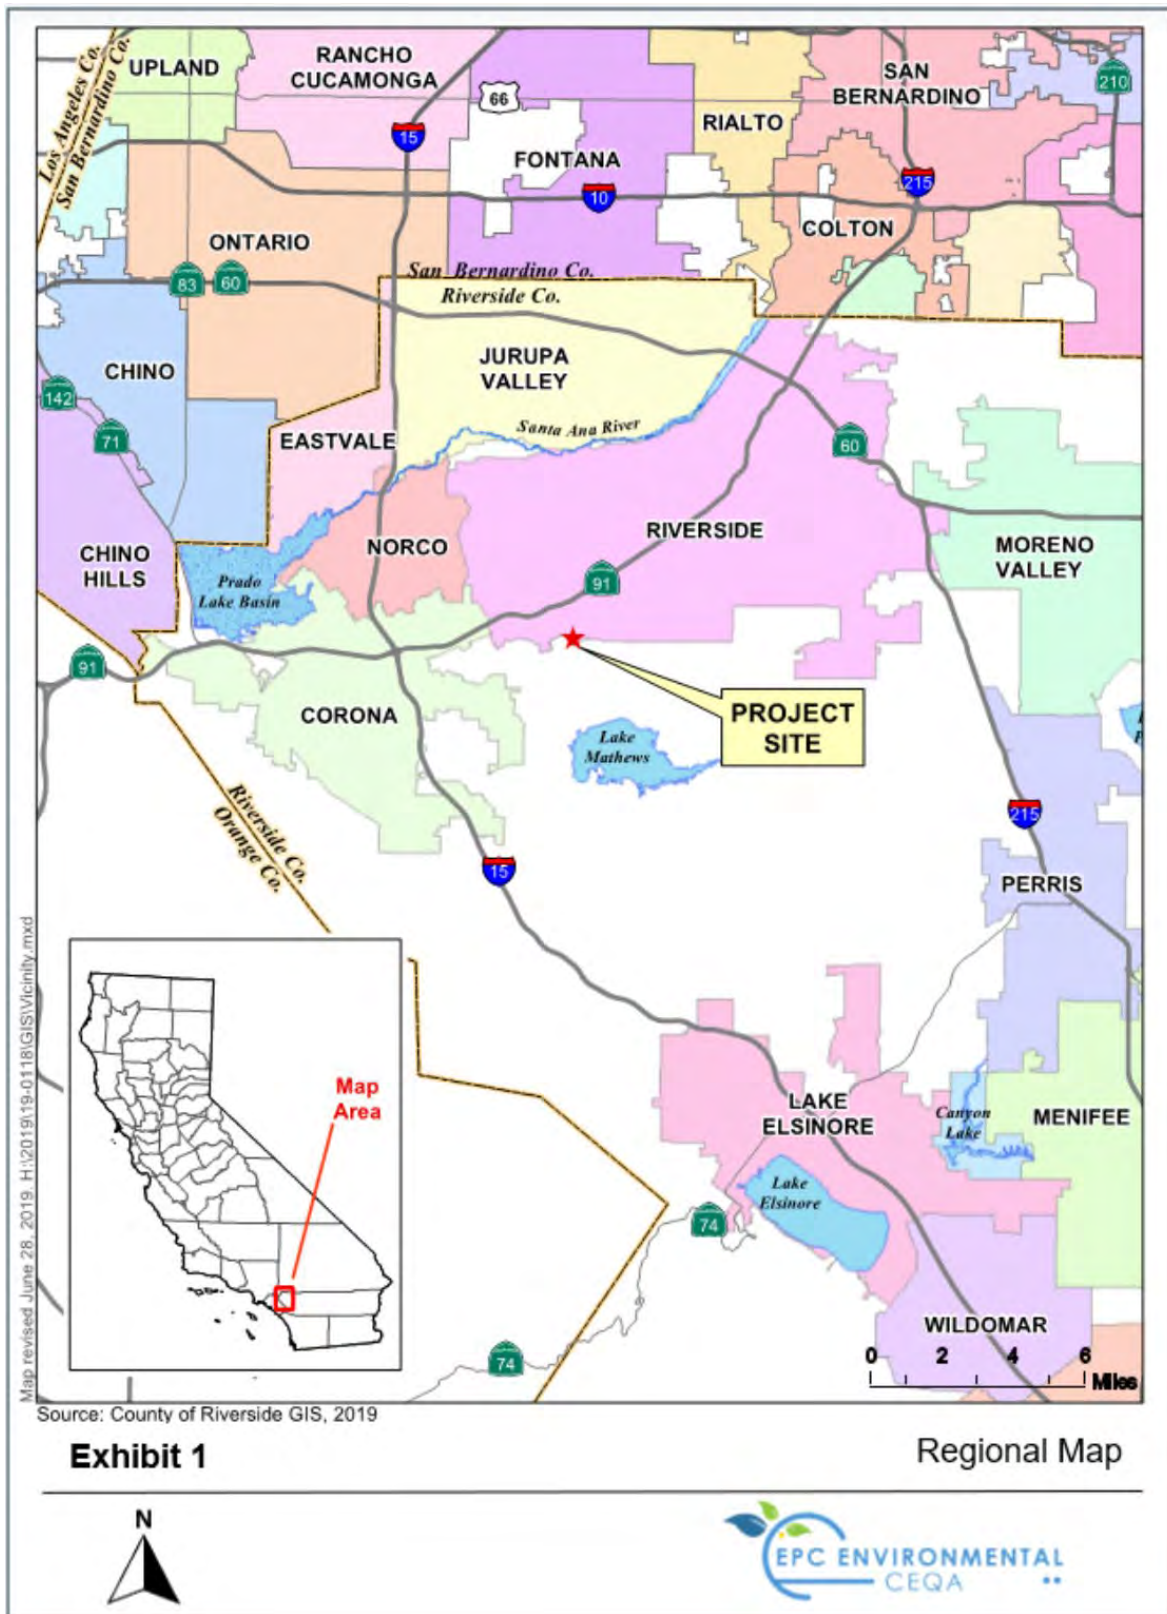 Los Angeles Co.
San Bernardino Co.
UPLAND
RANCHO
CUCAMONGA
66
15
FONTANA
RIALTO
SAN
BERNARDINO
210
10
215
COLTON
ONTARIO
83
60
San Bernardino Co.
Riverside Co.
CHINO
JURUPA
VALLEY
142
71
EASTVALE
Santa Ana River
60
CHINO
HILLS
Prado
Lake Basin
NORCO
RIVERSIDE
MORENO
VALLEY
91
91
CORONA
PROJECT
SITE
Lake
Mathews
Riverside Co.
Orange Co.
15
215
PERRIS
Map
Area
LAKE
ELSINORE
Canyon
Lake
MENIFEE
Lake
Elsinore
74
74
WILDOMAR
0 2 4 6
Miles
Map revised June 28, 2019. H:\2019\19-0118\GIS\Vicinity.mxd
Source: County of Riverside GIS, 2019
Exhibit 1
Regional Map
N
EPC ENVIRONMENTAL
CEQA